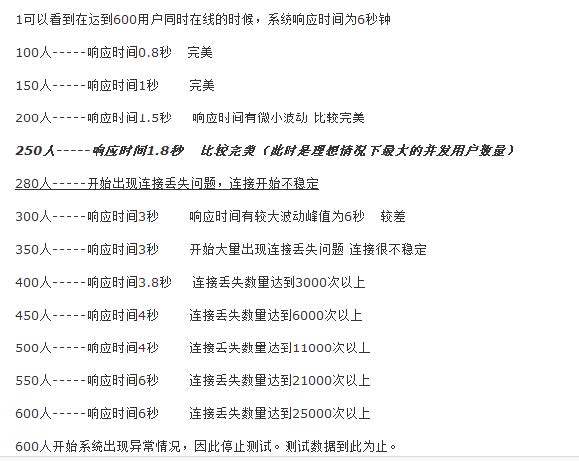 1可以看到在达到600用户同时在线的时候，系统响应时间为6秒钟
100人-----响应时间0.8秒 完美
150人-----响应时间1秒 完美
200人-----响应时间1.5秒 响应时间有微小波动 比较完美
250人-----响应时间1.8秒 比较完美（此时是理想情况下最大的并发用户数量）
280人-----开始出现连接丢失问题，连接开始不稳定
300人-----响应时间3秒 响应时间有较大波动峰值为6秒 较差
350人-----响应时间3秒 开始大量出现连接丢失问题 连接很不稳定
400人-----响应时间3.8秒 连接丢失数量达到3000次以上
450人-----响应时间4秒 连接丢失数量达到6000次以上
500人-----响应时间4秒 连接丢失数量达到11000次以上
550人-----响应时间6秒 连接丢失数量达到21000次以上
600人-----响应时间6秒 连接丢失数量达到25000次以上
600人开始系统出现异常情况，因此停止测试。测试数据到此为止。